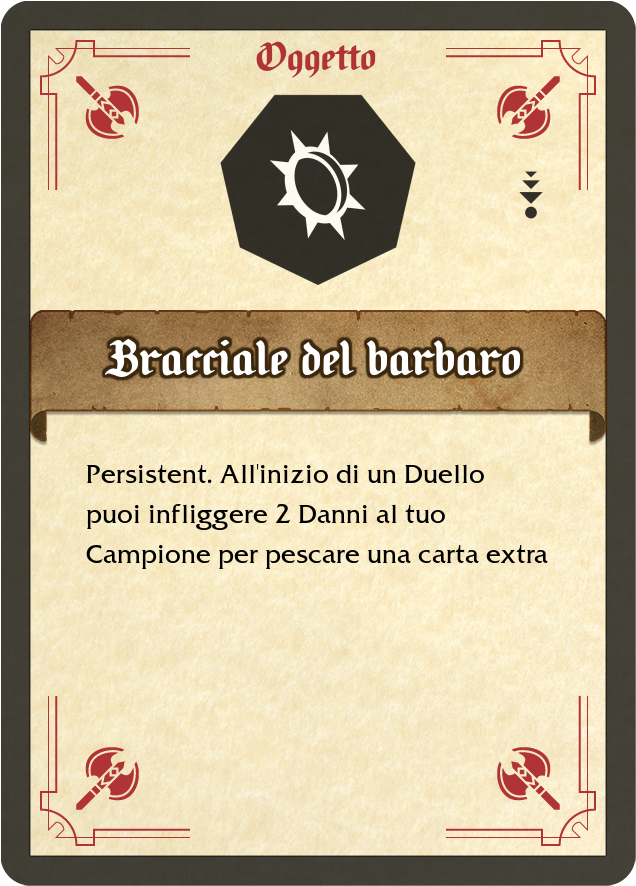 Oggetto
Bracciale del barbaro
Persistent. All'inizio di un Duello
puoi infliggere 2 Danni al tuo
Campione per pescare una carta extra